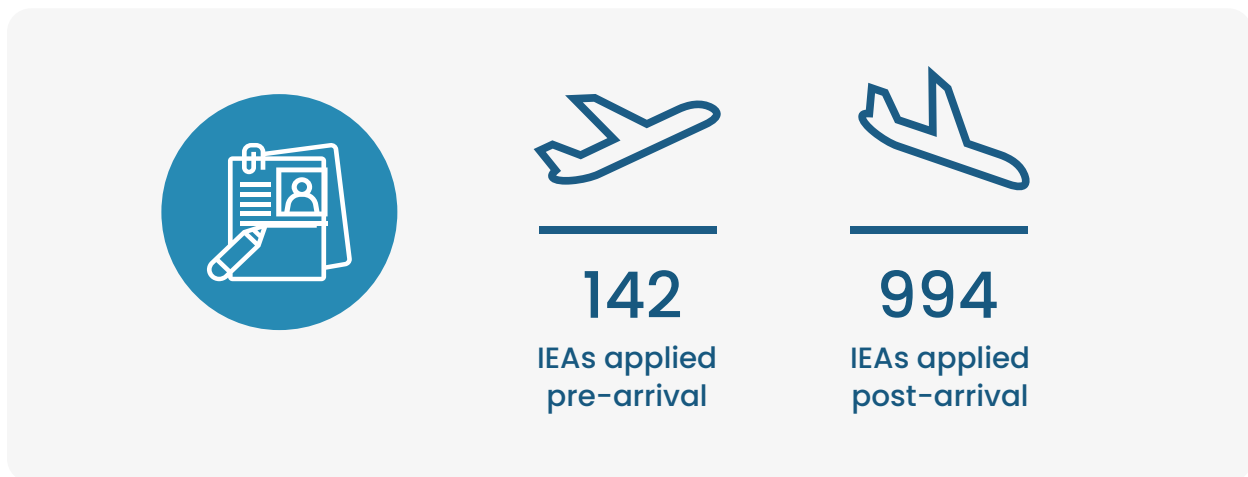 142
IEAs applied
pre-arrival
994
IEAs applied
post-arrival